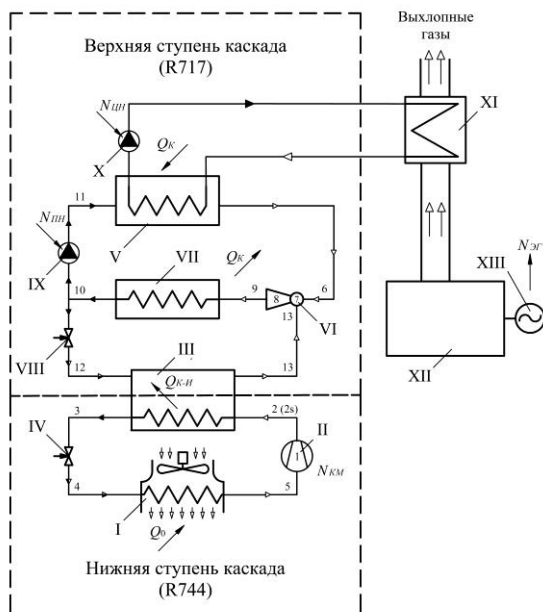 Выхлопные
газы
Верхняя ступень каскада
(R717)
XI
N_ЦН
X
Q_К
11
N_ПН
V
IX
VII
Q_К
N_ЭГ
XIII
10
9
8
7
6
13
VI
VIII
XII
12
III
13
Q_К-И
3
2 (2s)
II
IV
1
N_КМ
4
5
I
Q_0
Нижняя ступень каскада
(R744)